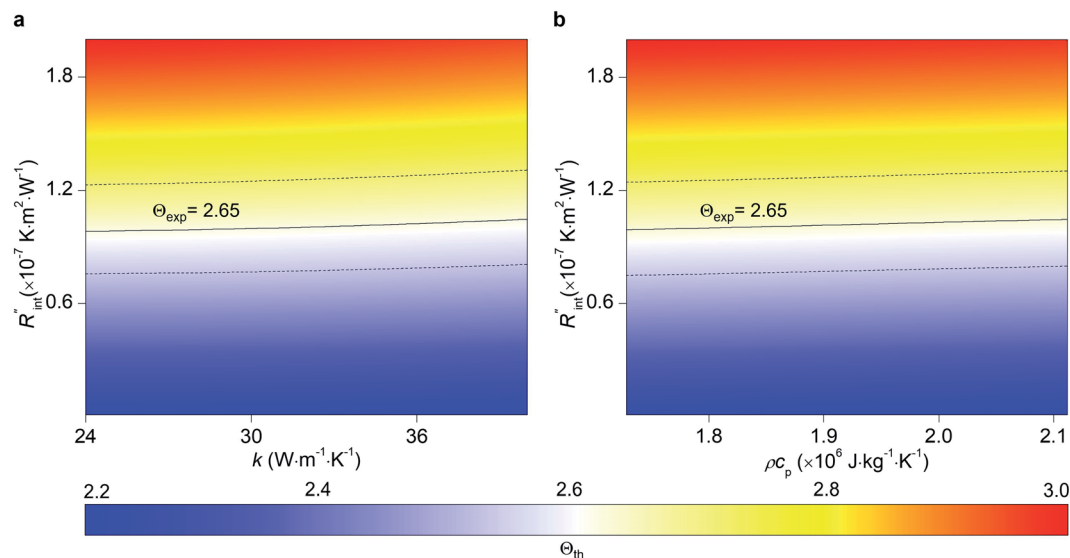 a
b
1.8
1.2
0.6
R″int (×10⁻⁷ K·m²·W⁻¹)
Θexp= 2.65
24
30
36
k (W·m⁻¹·K⁻¹)
1.8
1.2
0.6
R″int (×10⁻⁷ K·m²·W⁻¹)
Θexp= 2.65
1.8
1.9
2.0
2.1
ρcp (×10⁶ J·kg⁻¹·K⁻¹)
2.2
2.4
2.6
2.8
3.0
Θth